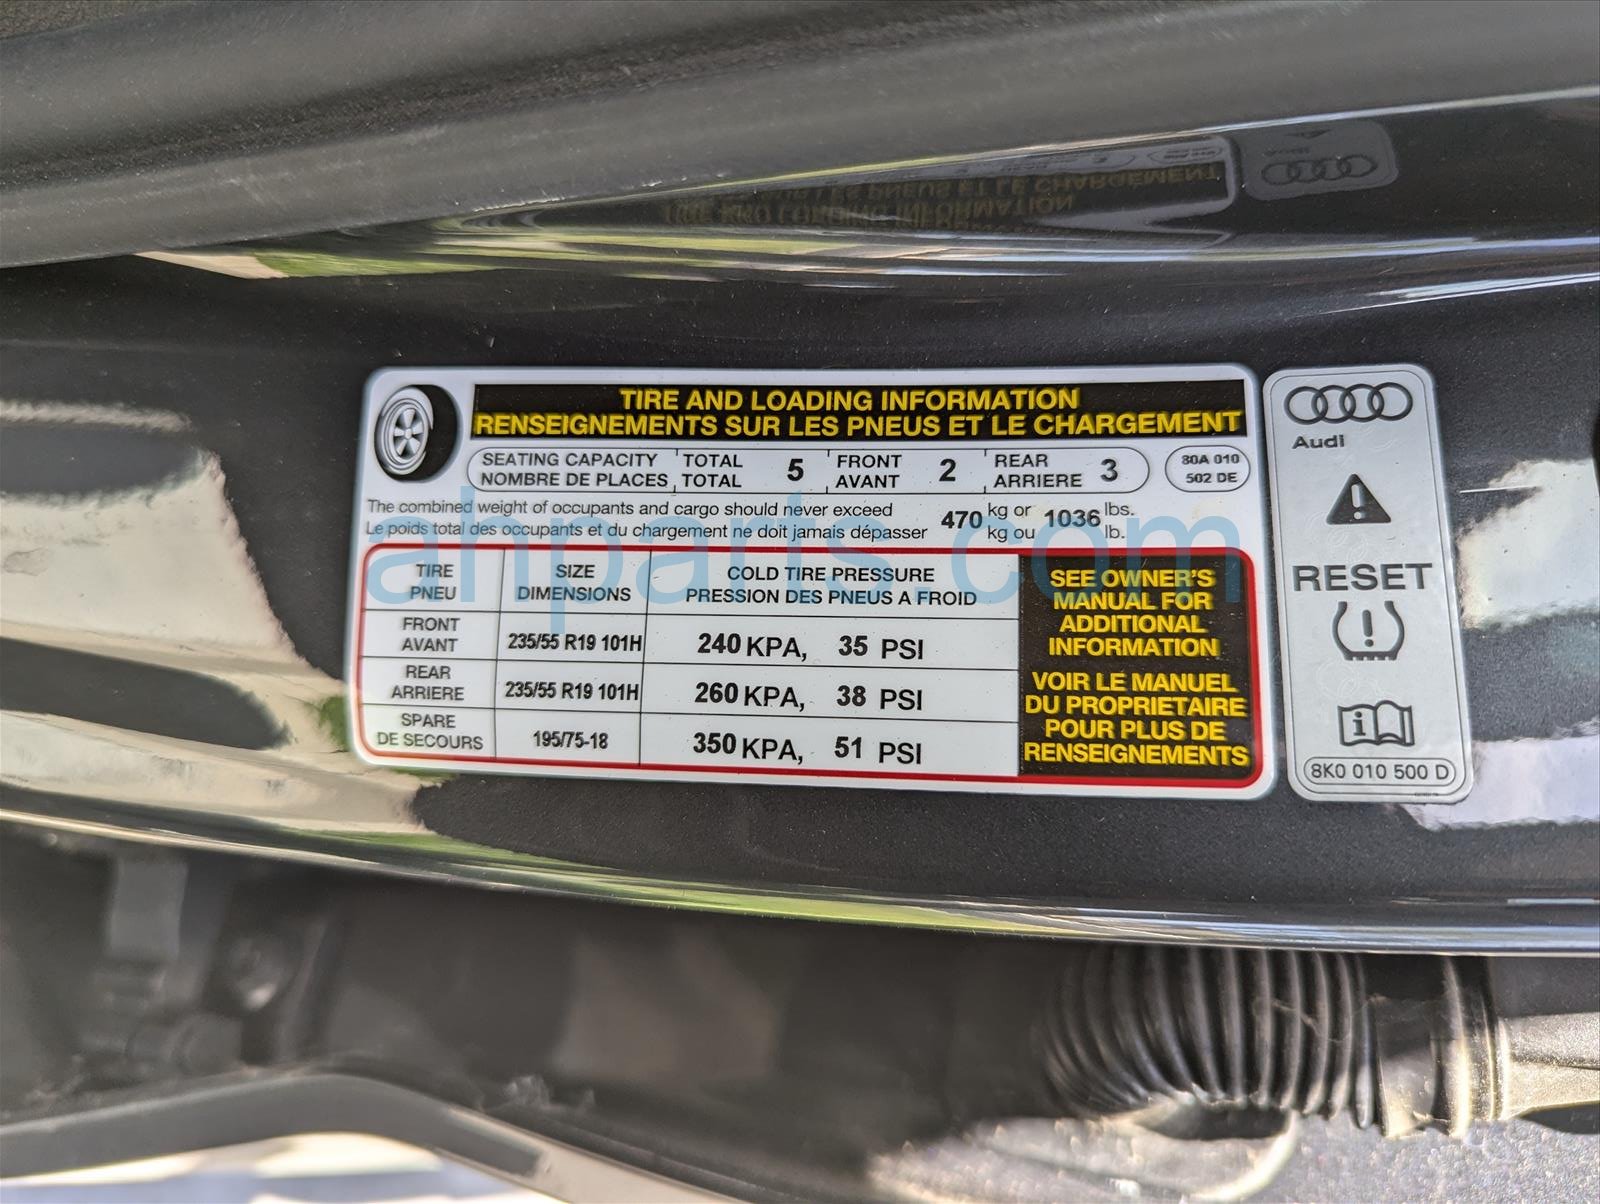 TIRE AND LOADING INFORMATION
RENSEIGNEMENTS SUR LES PNEUS ET LE CHARGEMENT
SEATING CAPACITY TOTAL 5 FRONT 2 REAR 3
NOMBRE DE PLACES TOTAL AVANT ARRIERE
80A 010
502 DE
The combined weight of occupants and cargo should never exceed 470 kg or 1036 lbs.
Le poids total des occupants et du chargement ne doit jamais dépasser kg ou lb.
TIRE SIZE COLD TIRE PRESSURE
PNEU DIMENSIONS PRESSION DES PNEUS A FROID
FRONT
AVANT 235/55 R19 101H 240 KPA, 35 PSI
REAR
ARRIERE 235/55 R19 101H 260 KPA, 38 PSI
SPARE
DE SECOURS 195/75-18 350 KPA, 51 PSI
SEE OWNER'S
MANUAL FOR
ADDITIONAL
INFORMATION
VOIR LE MANUEL
DU PROPRIETAIRE
POUR PLUS DE
RENSEIGNEMENTS
Audi
RESET
8K0 010 500 D
ahparts.com